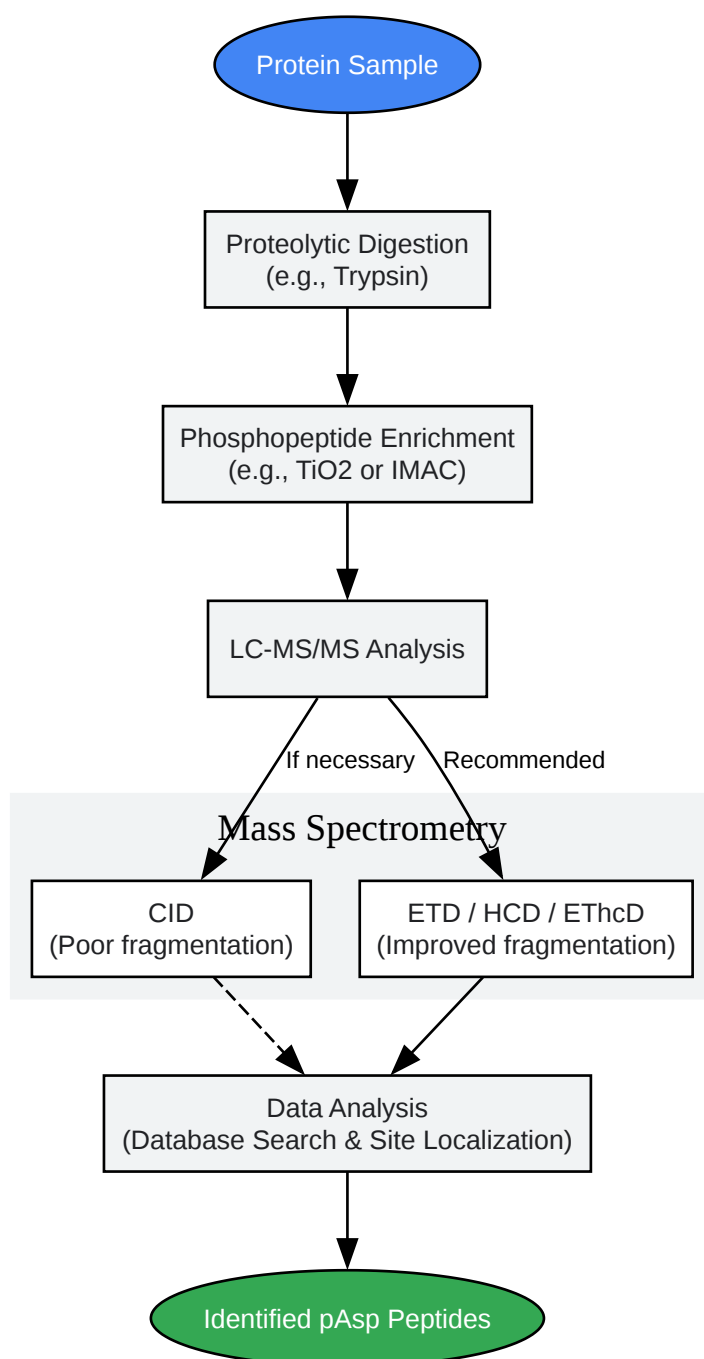 Protein Sample
Proteolytic Digestion
(e.g., Trypsin)
Phosphopeptide Enrichment
(e.g., TiO2 or IMAC)
LC-MS/MS Analysis
If necessary
Recommended
Mass Spectrometry
CID
(Poor fragmentation)
ETD / HCD / EThcD
(Improved fragmentation)
Data Analysis
(Database Search & Site Localization)
Identified pAsp Peptides